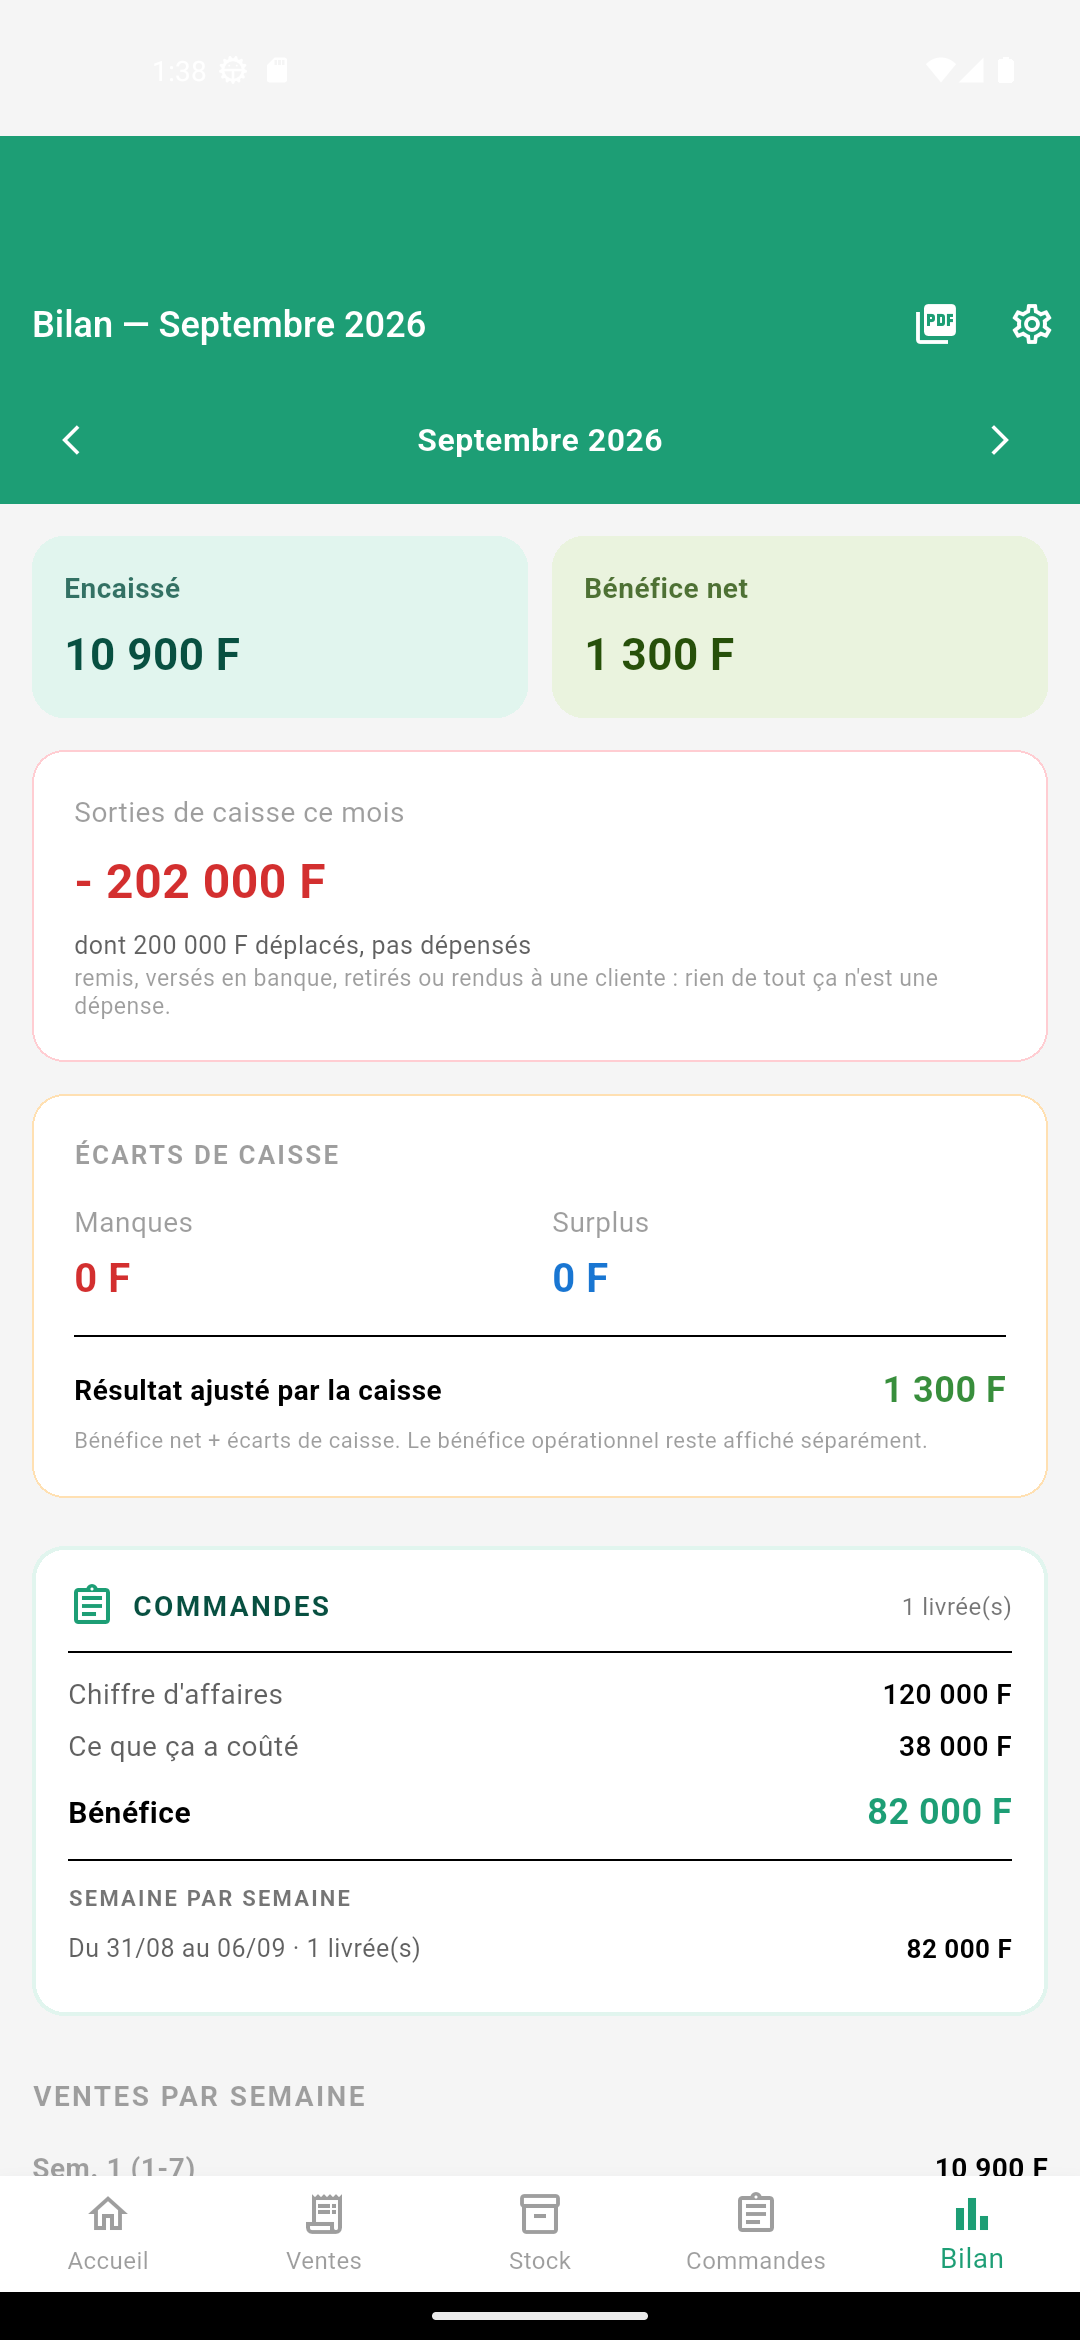 1:38
Bilan — Septembre 2026
PDF
Septembre 2026
Encaissé
10 900 F
Bénéfice net
1 300 F
Sorties de caisse ce mois
- 202 000 F
dont 200 000 F déplacés, pas dépensés
remis, versés en banque, retirés ou rendus à une cliente : rien de tout ça n'est une
dépense.
ÉCARTS DE CAISSE
Manques
Surplus
0 F
0 F
Résultat ajusté par la caisse
1 300 F
Bénéfice net + écarts de caisse. Le bénéfice opérationnel reste affiché séparément.
COMMANDES
1 livrée(s)
Chiffre d'affaires
120 000 F
Ce que ça a coûté
38 000 F
Bénéfice
82 000 F
SEMAINE PAR SEMAINE
Du 31/08 au 06/09 · 1 livrée(s)
82 000 F
VENTES PAR SEMAINE
Sem. 1 (1-7)
10 900 F
Accueil
Ventes
Stock
Commandes
Bilan